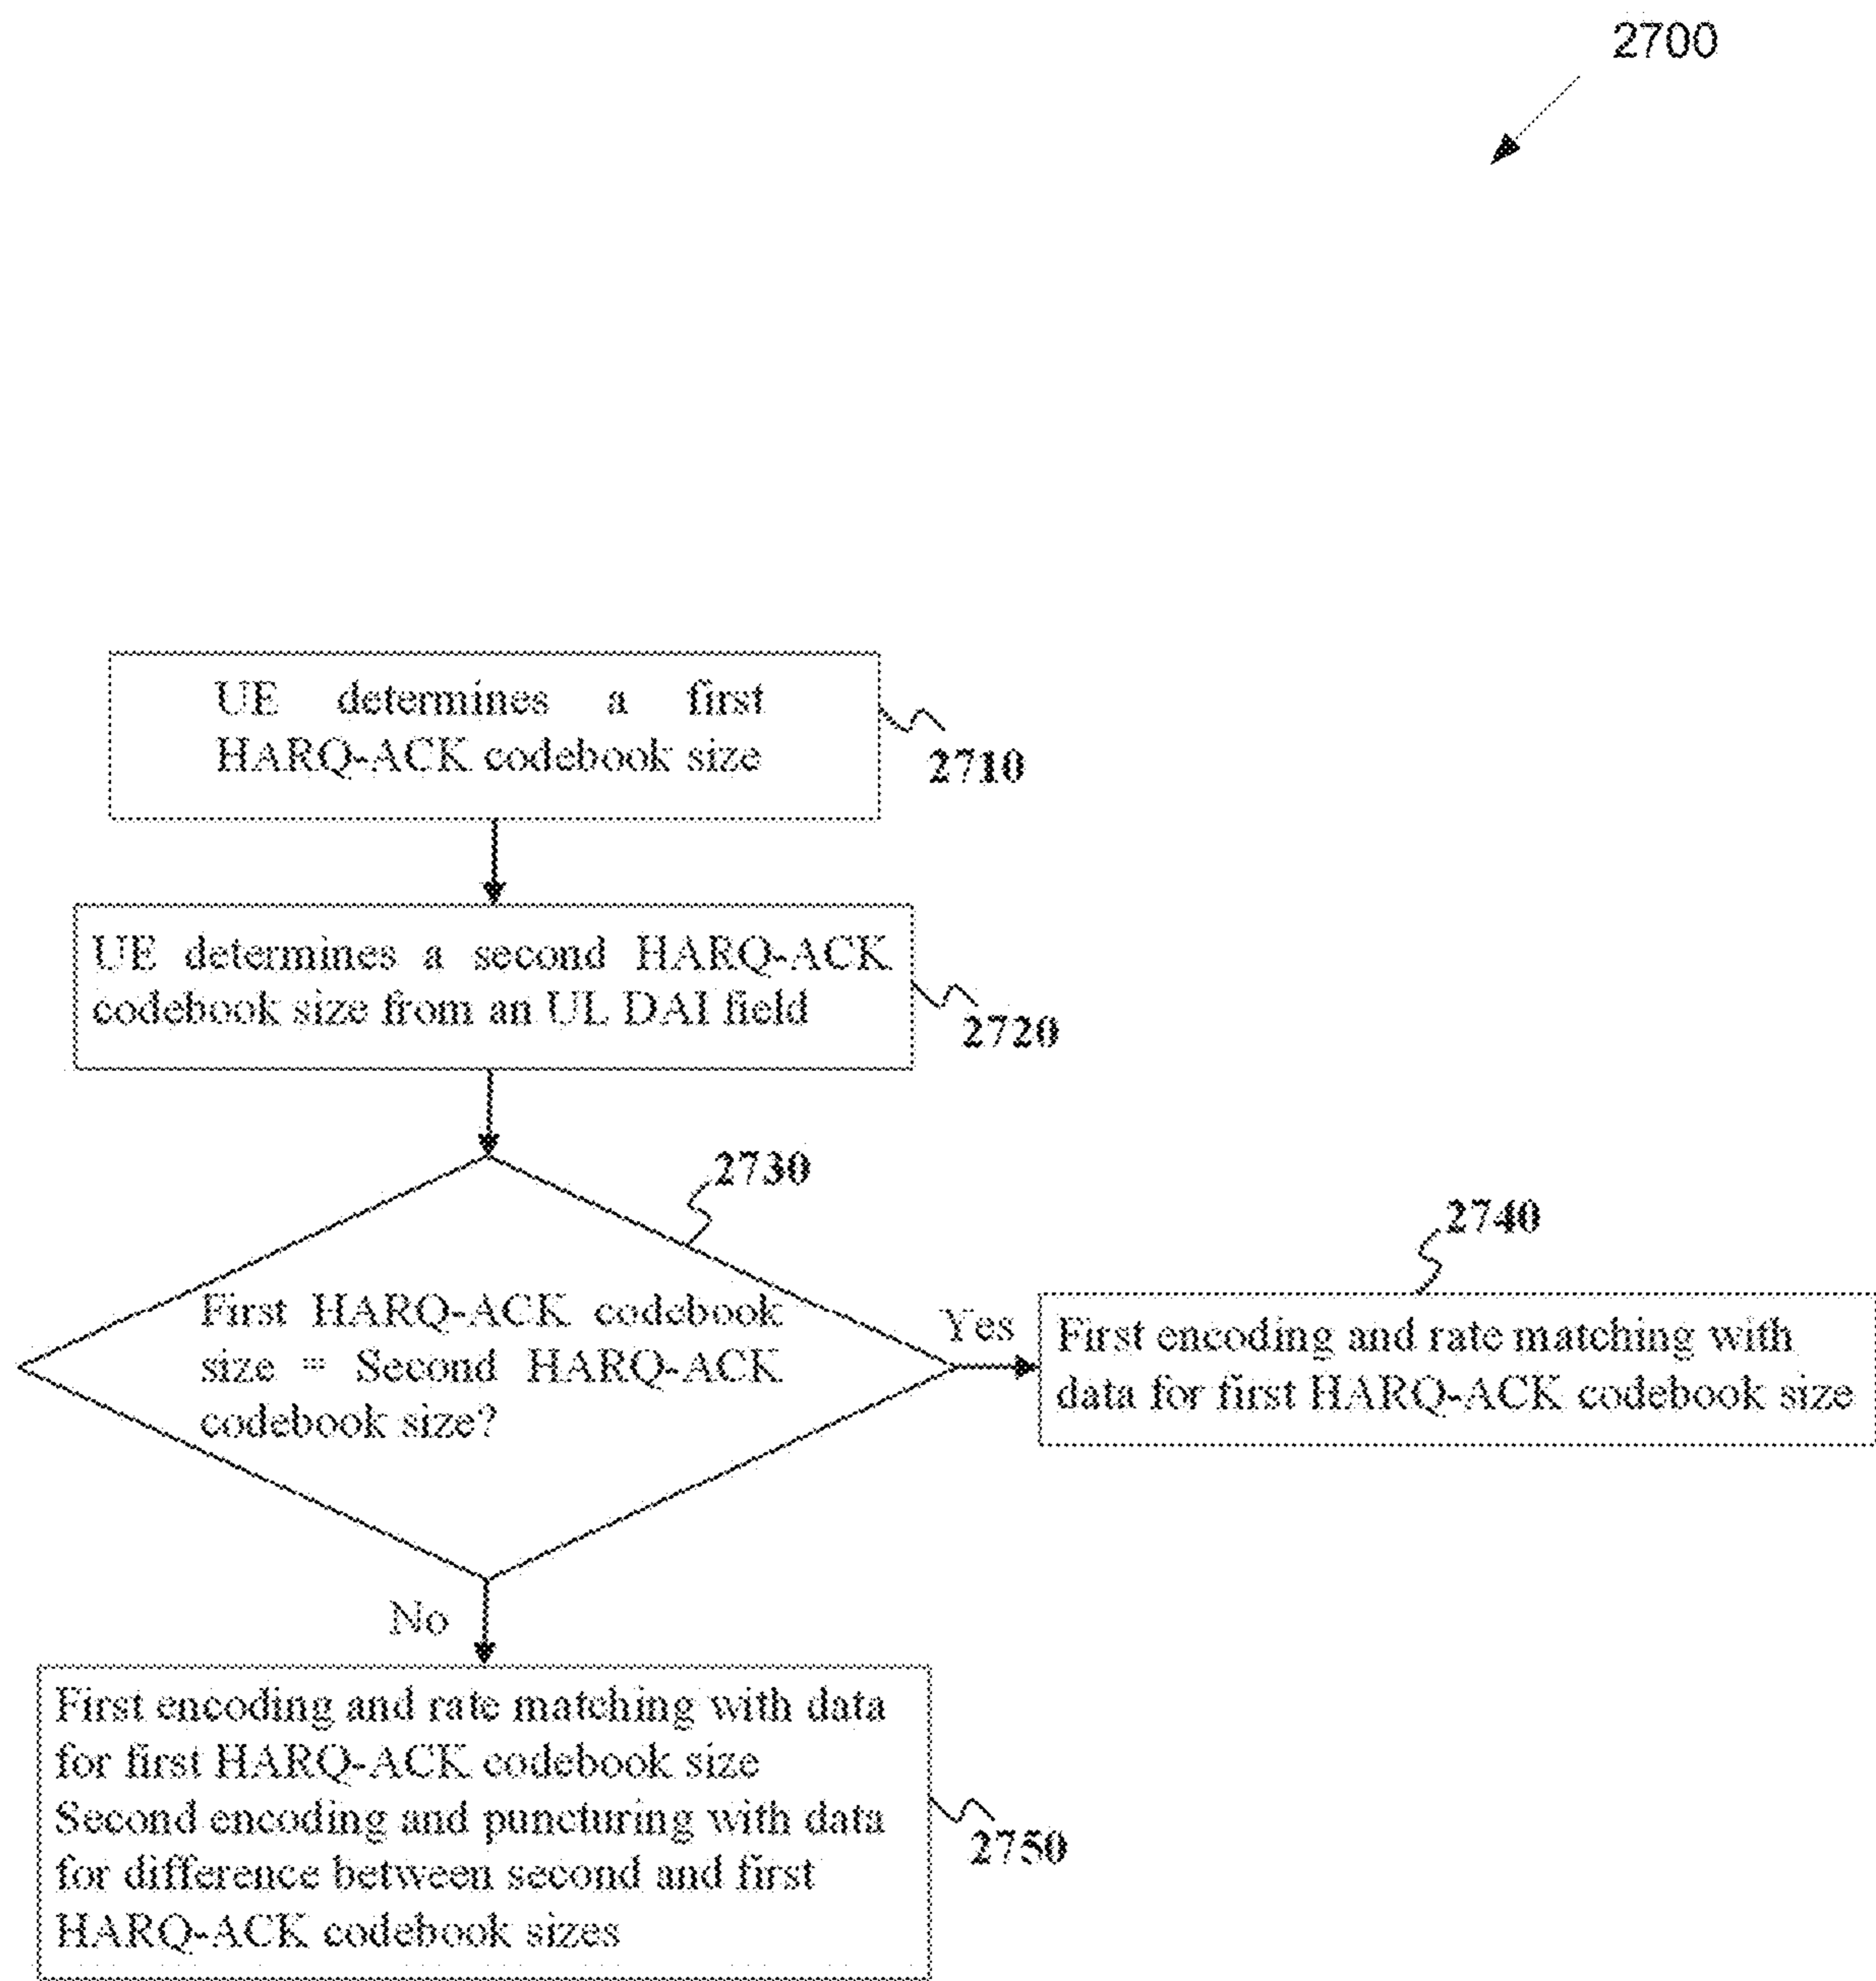 2700
UE determines a first
HARQ-ACK codebook size
2710
UE determines a second HARQ-ACK
codebook size from an UL DAI field
2720
2730
First HARQ-ACK codebook
size = Second HARQ-ACK
codebook size?
Yes
2740
First encoding and rate matching with
data for first HARQ-ACK codebook size
No
First encoding and rate matching with data
for first HARQ-ACK codebook size
Second encoding and puncturing with data
for difference between second and first
HARQ-ACK codebook sizes
2750